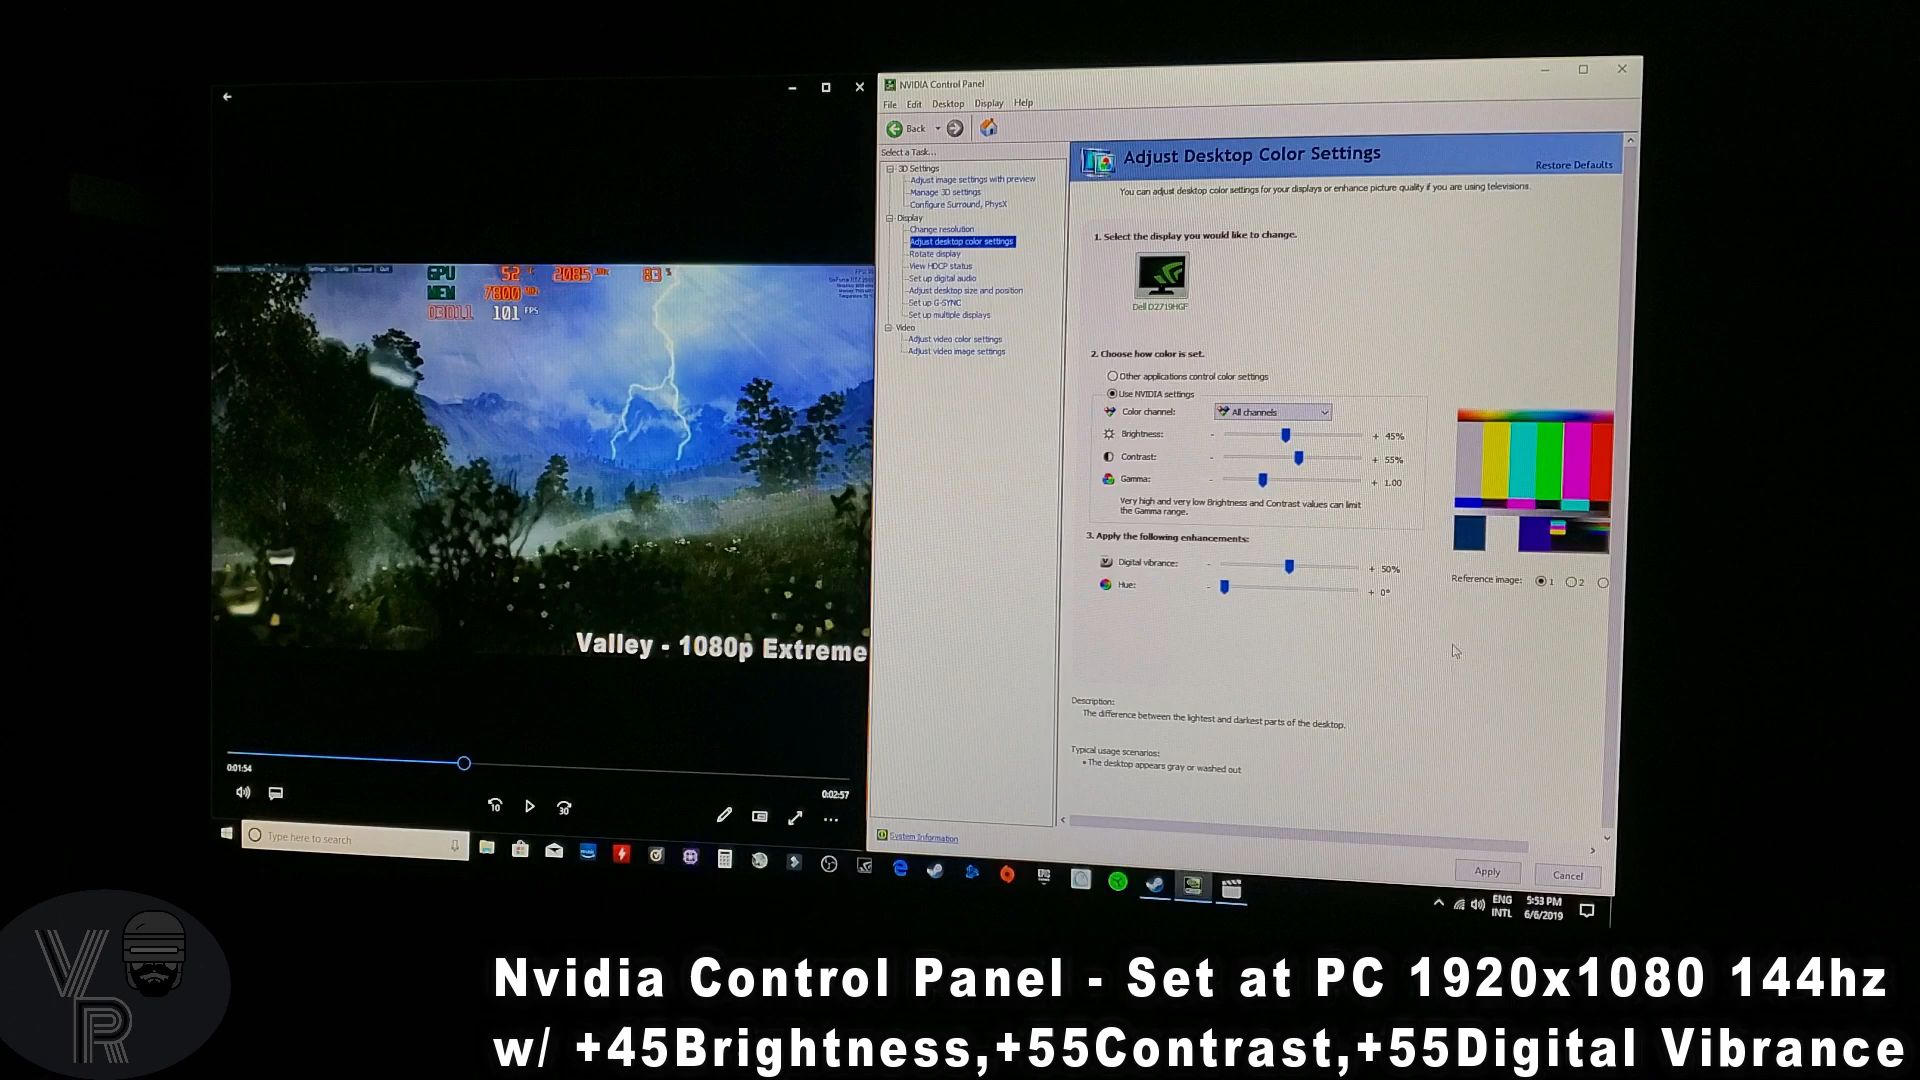 NVIDIA Control Panel
File Edit Desktop Display Help
Back
Select a Task...
3D Settings
Adjust image settings with preview
Manage 3D settings
Configure Surround, PhysX
Display
Change resolution
Adjust desktop color settings
Rotate display
View HDCP status
Set up digital audio
Adjust desktop size and position
Set up G-SYNC
Set up multiple displays
Video
Adjust video color settings
Adjust video image settings
System Information
Adjust Desktop Color Settings
Restore Defaults
You can adjust desktop color settings for your displays or enhance picture quality if you are using televisions.
1. Select the display you would like to change.
Dell D2719HGF
2. Choose how color is set.
Other applications control color settings
Use NVIDIA settings
Color channel: All channels
Brightness: - + 45%
Contrast: - + 55%
Gamma: - + 1.00
Very high and very low Brightness and Contrast values can limit
the Gamma range.
3. Apply the following enhancements:
Digital vibrance: - + 50%
Hue: - + 0°
Reference image: 1 2
Description:
The difference between the lightest and darkest parts of the desktop.
Typical usage scenarios:
• The desktop appears gray or washed out
Apply Cancel
GPU 52 °C 2085 83 %
MEM 7800
D3D11 101 FPS
Valley - 1080p Extreme
0:01:54
0:02:57
10 30
Type here to search
EPIC
ENG
INTL
5:53 PM
6/6/2019
VR
Nvidia Control Panel - Set at PC 1920x1080 144hz
w/ +45Brightness,+55Contrast,+55Digital Vibrance